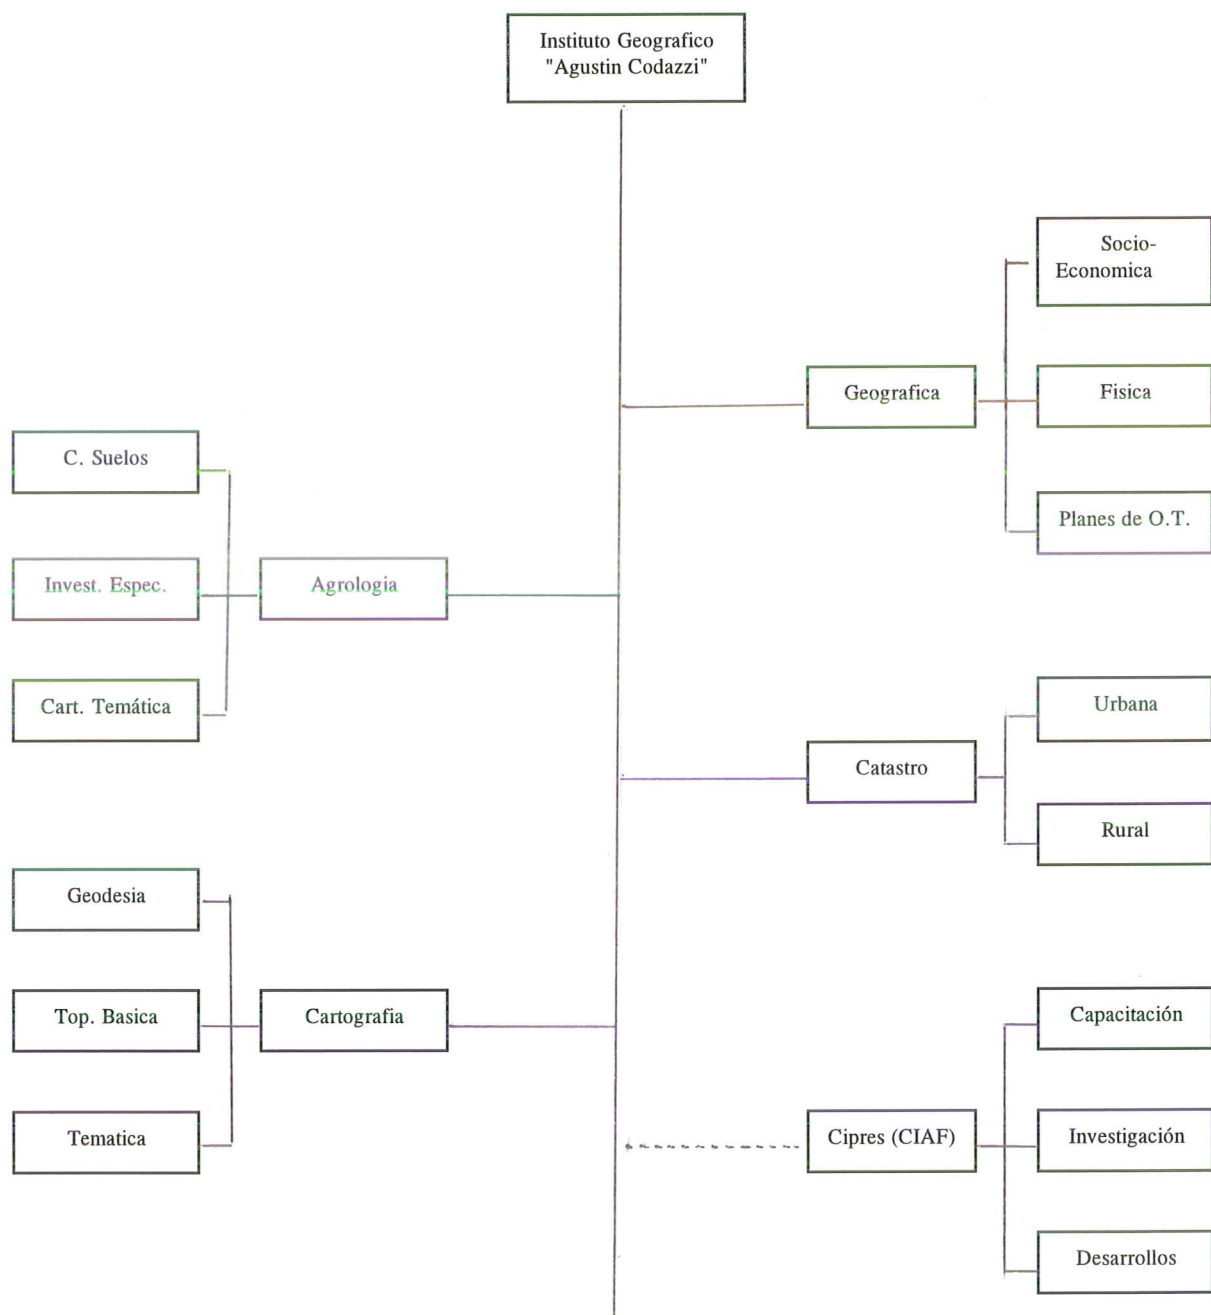 Instituto Geografico
"Agustin Codazzi"
Socio-
Economica
Geografica
Fisica
C. Suelos
Planes de O.T.
Invest. Espec.
Agrologia
Cart. Temática
Urbana
Catastro
Rural
Geodesia
Top. Basica
Cartografia
Capacitación
Tematica
Cipres (CIAF)
Investigación
Desarrollos